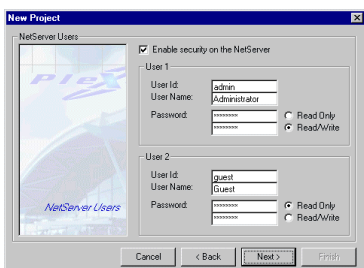 New Project
NetServer Users
Plex
NetServer Users
Enable security on the NetServer
User 1
User Id: admin
User Name: Administrator
Password: ******** Read Only
******** Read/Write
User 2
User Id: guest
User Name: Guest
Password: ******** Read Only
******** Read/Write
Cancel < Back Next > Finish